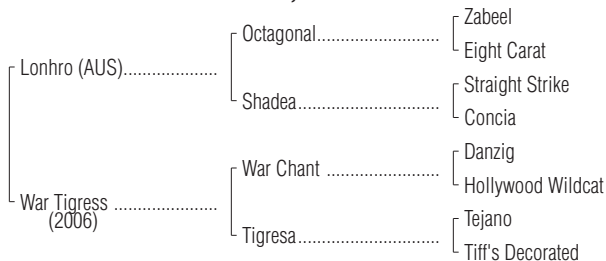 Zabeel
Octagonal....................
Eight Carat
Lonhro (AUS)....................
Straight Strike
Shadea............................
Concia
Danzig
War Chant .......................
Hollywood Wildcat
War Tigress ......................
(2006)
Tejano
Tigresa............................
Tiff's Decorated